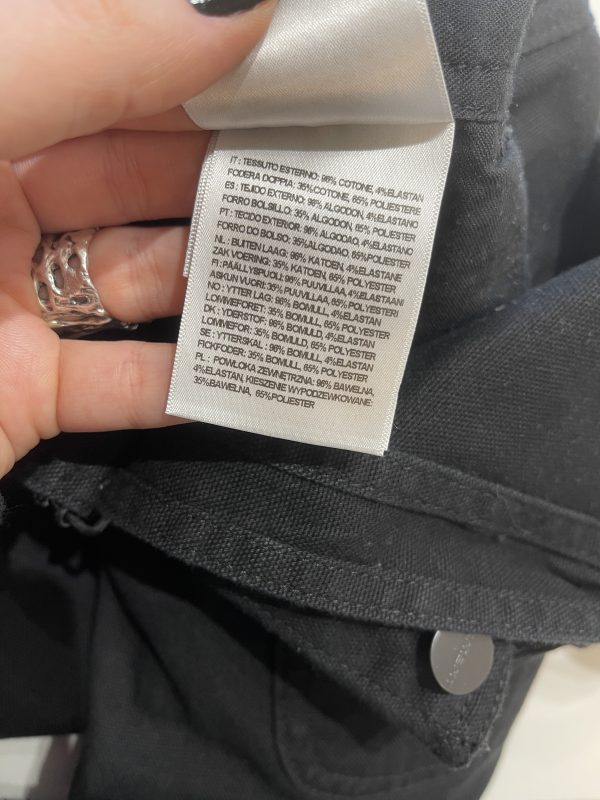 IT : TESSUTO ESTERNO: 96% COTONE, 4%ELASTAN
FODERA DOPPIA: 35%COTONE, 65% POLIESTERE
ES : TEJIDO EXTERNO: 96% ALGODON, 4%ELASTANO
FORRO BOLSILLO: 35% ALGODON, 65% POLIESTER
PT : TECIDO EXTERIOR: 96% ALGODAO, 4%ELASTANO
FORRO DO BOLSO: 35%ALGODAO, 65%POLIESTER
NL : BUITEN LAAG: 96% KATOEN, 4%ELASTANE
ZAK VOERING: 35% KATOEN, 65% POLYESTER
FI : PÄÄLLYSPUOLI: 96% PUUVILLAA, 4%ELASTAANI
ASKUN VUORI: 35% PUUVILLAA, 65% POLYESTERI
NO : YTTER LAG: 96% BOMULL, 4%ELASTAN
LOMMEFORET: 35% BOMULL, 65% POLYESTER
DK : YDERSTOF: 96% BOMULD, 4%ELASTAN
LOMMEFOR: 35% BOMULD, 65% POLYESTER
SE : YTTERSKAL : 96% BOMULL, 4%ELASTAN
FICKFODER: 35% BOMULL, 65% POLYESTER
PL : POWŁOKA ZEWNĘTRZNA: 96% BAWEŁNA,
4%ELASTAN, KIESZENIE WYPODZEWKOWANE:
35%BAWEŁNA, 65%POLIESTER